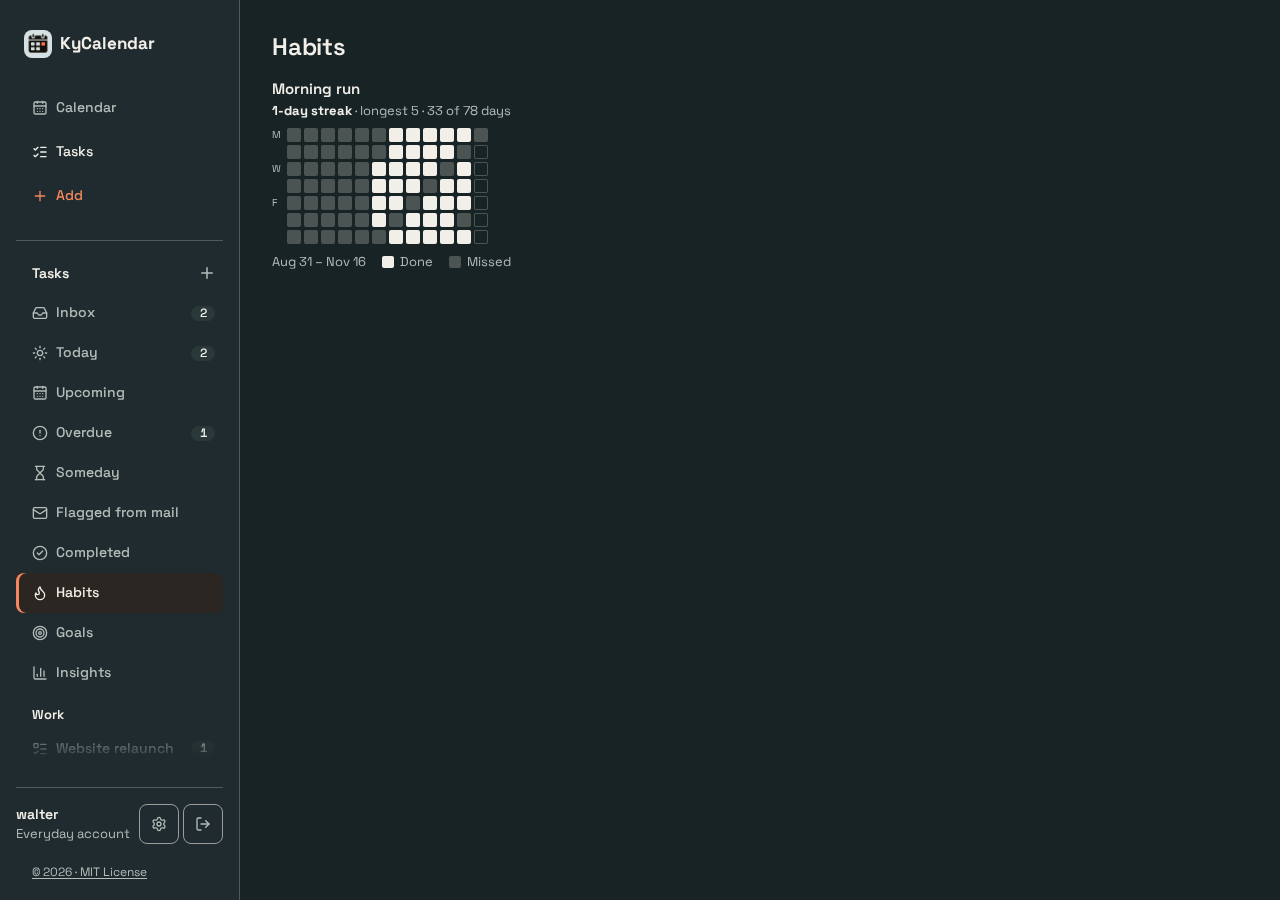 KyCalendar
Calendar
Tasks
Add
Tasks
Inbox 2
Today 2
Upcoming
Overdue 1
Someday
Flagged from mail
Completed
Habits
Goals
Insights
Work
Website relaunch 1
walter
Everyday account
© 2026 · MIT License
Habits
Morning run
1-day streak · longest 5 · 33 of 78 days
M
W
F
Aug 31 – Nov 16 Done Missed